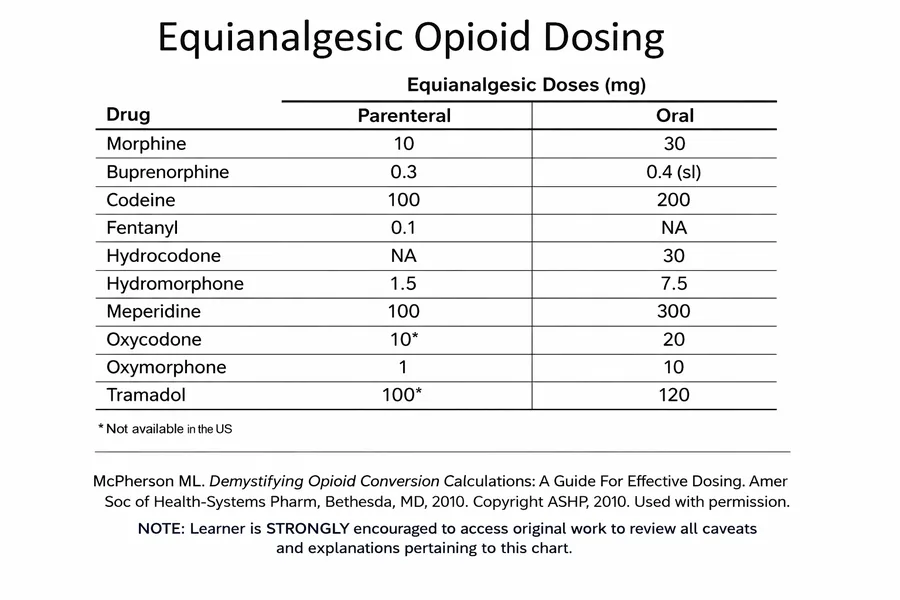 Equianalgesic Opioid Dosing
Equianalgesic Doses (mg)
Drug Parenteral Oral
Morphine 10 30
Buprenorphine 0.3 0.4 (sl)
Codeine 100 200
Fentanyl 0.1 NA
Hydrocodone NA 30
Hydromorphone 1.5 7.5
Meperidine 100 300
Oxycodone 10* 20
Oxymorphone 1 10
Tramadol 100* 120
* Not available in the US
McPherson ML. Demystifying Opioid Conversion Calculations: A Guide For Effective Dosing. Amer
Soc of Health-Systems Pharm, Bethesda, MD, 2010. Copyright ASHP, 2010. Used with permission.
NOTE: Learner is STRONGLY encouraged to access original work to review all caveats
and explanations pertaining to this chart.